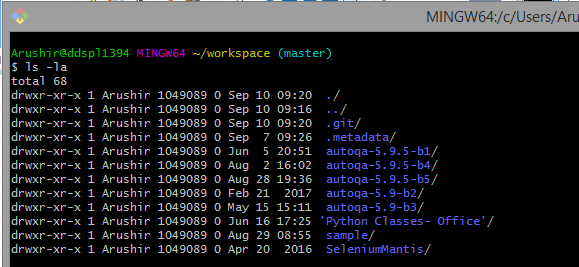 MINGW64:/c/Users/Aru
Arushir@ddspl1394 MINGW64 ~/workspace (master)
$ ls -la
total 68
drwxr-xr-x 1 Arushir 1049089 0 Sep 10 09:20 ./
drwxr-xr-x 1 Arushir 1049089 0 Sep 10 09:16 ../
drwxr-xr-x 1 Arushir 1049089 0 Sep 10 09:20 .git/
drwxr-xr-x 1 Arushir 1049089 0 Sep  7 09:26 .metadata/
drwxr-xr-x 1 Arushir 1049089 0 Jun  5 20:51 autoqa-5.9.5-b1/
drwxr-xr-x 1 Arushir 1049089 0 Aug  2 16:02 autoqa-5.9.5-b4/
drwxr-xr-x 1 Arushir 1049089 0 Aug 28 19:36 autoqa-5.9.5-b5/
drwxr-xr-x 1 Arushir 1049089 0 Feb 21  2017 autoqa-5.9-b2/
drwxr-xr-x 1 Arushir 1049089 0 May 15 15:11 autoqa-5.9-b3/
drwxr-xr-x 1 Arushir 1049089 0 Jun 16 17:25 'Python Classes- Office'/
drwxr-xr-x 1 Arushir 1049089 0 Aug 29 08:55 sample/
drwxr-xr-x 1 Arushir 1049089 0 Apr 20  2016 SeleniumMantis/